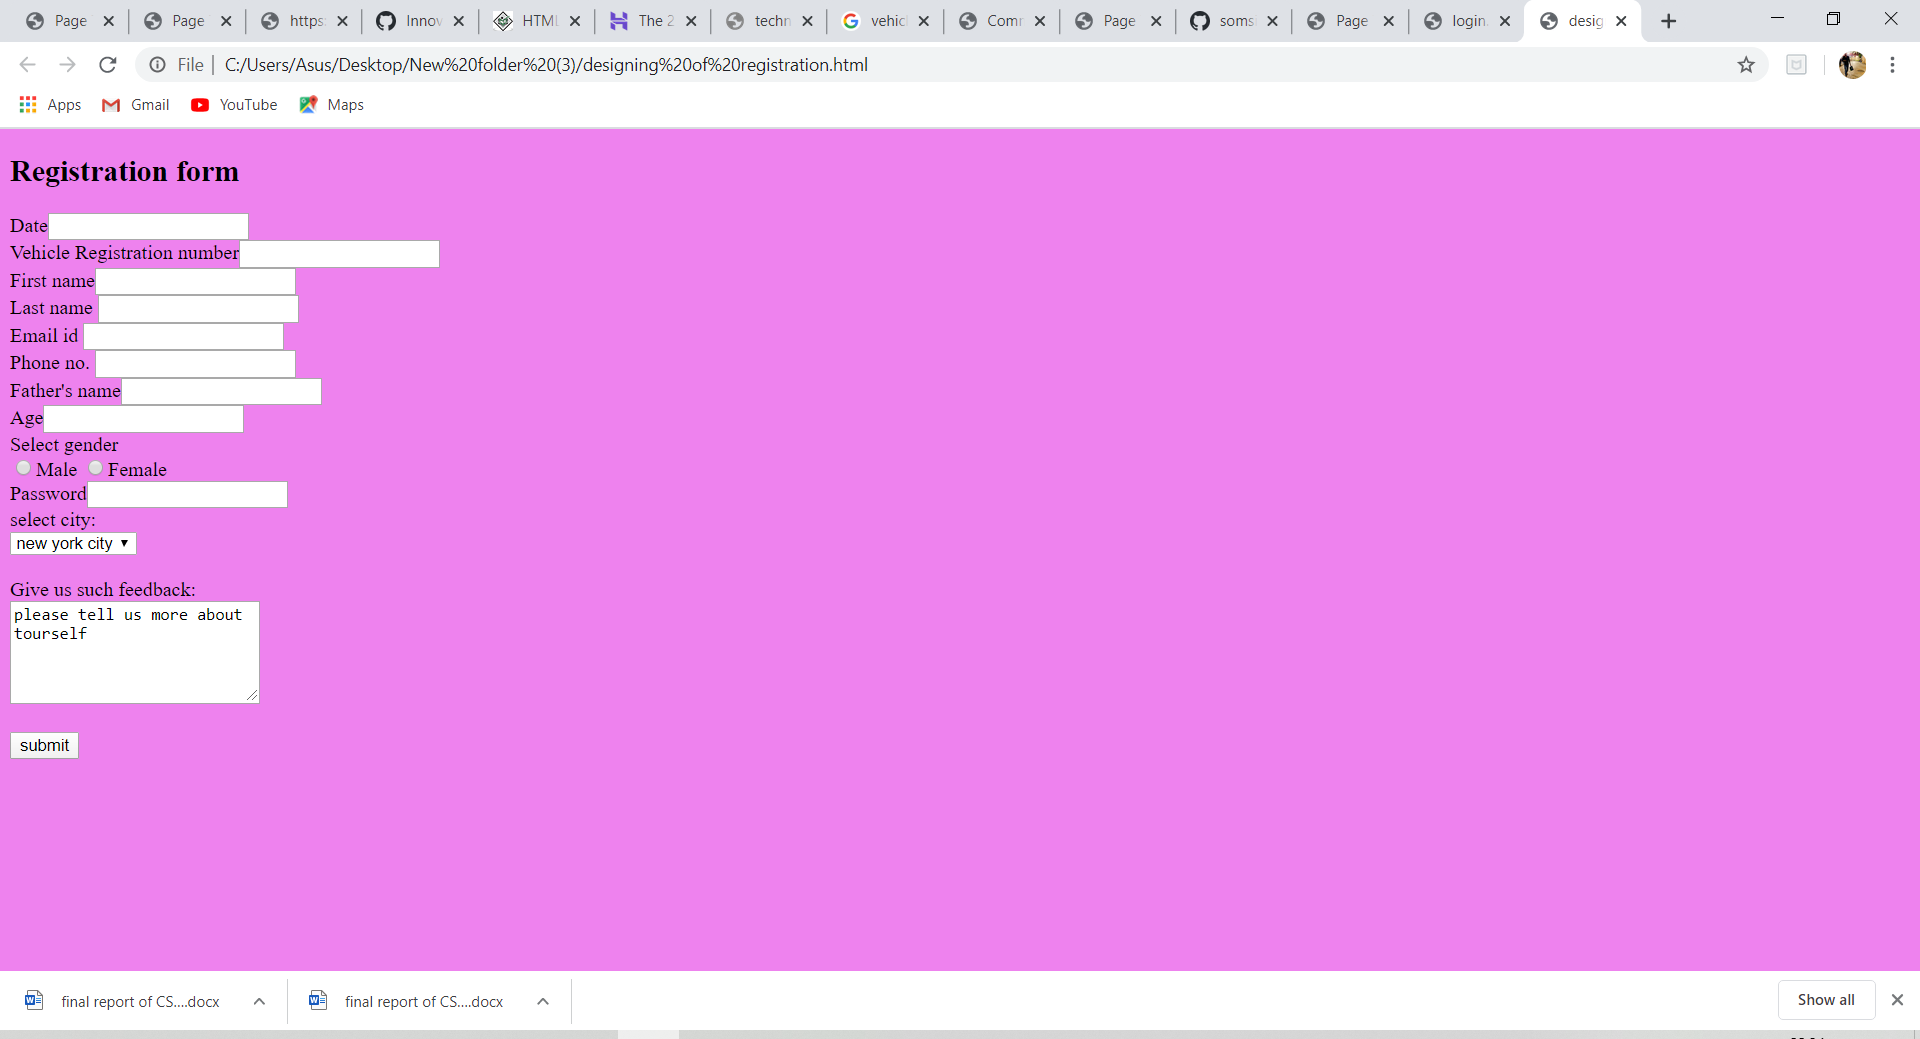 Page
Page
https:
Innov
HTML
The 2
techn
vehic
Comm
Page
soms
Page
login.
desig
File
C:/Users/Asus/Desktop/New%20folder%20(3)/designing%20of%20registration.html
Apps
Gmail
YouTube
Maps
Registration form
Date
Vehicle Registration number
First name
Last name
Email id
Phone no.
Father's name
Age
Select gender
Male Female
Password
select city:
new york city
Give us such feedback:
please tell us more about
tourself
submit
final report of CS....docx
final report of CS....docx
Show all